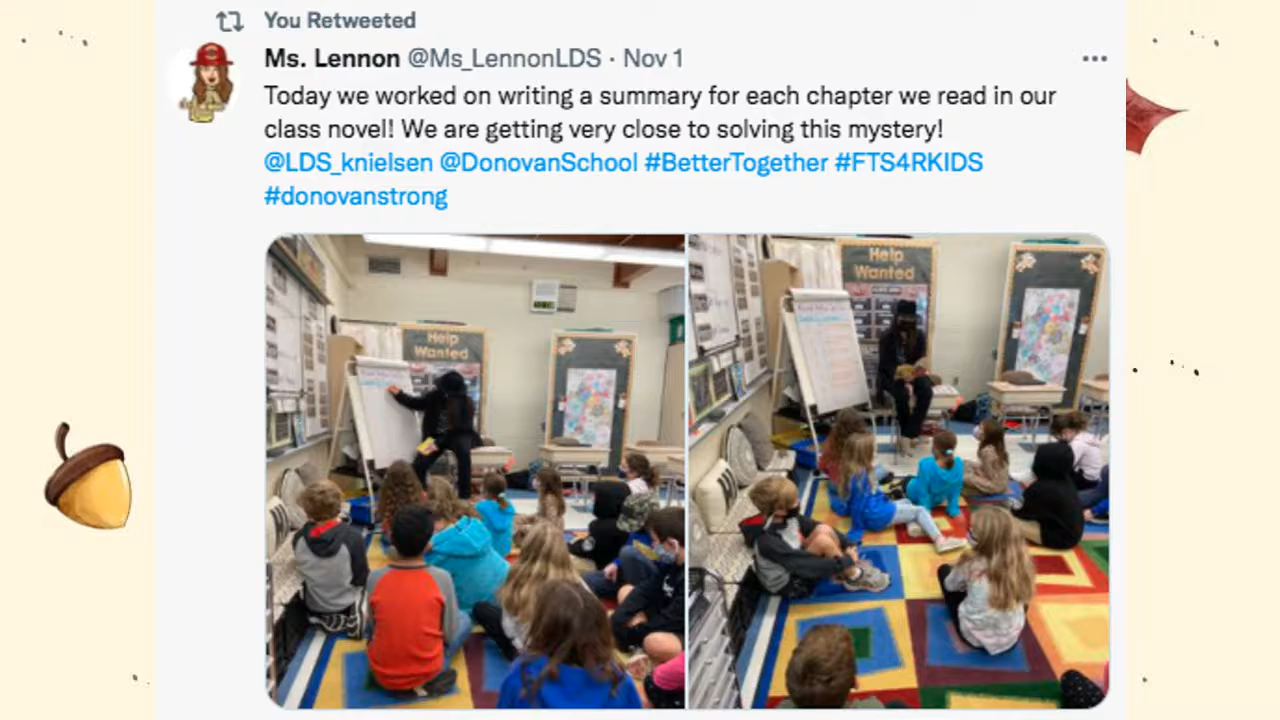 You Retweeted
Ms. Lennon @Ms_LennonLDS · Nov 1
Today we worked on writing a summary for each chapter we read in our
class novel! We are getting very close to solving this mystery!
@LDS_knielsen @DonovanSchool #BetterTogether #FTS4RKIDS
#donovanstrong
Help
Wanted
Help
Wanted